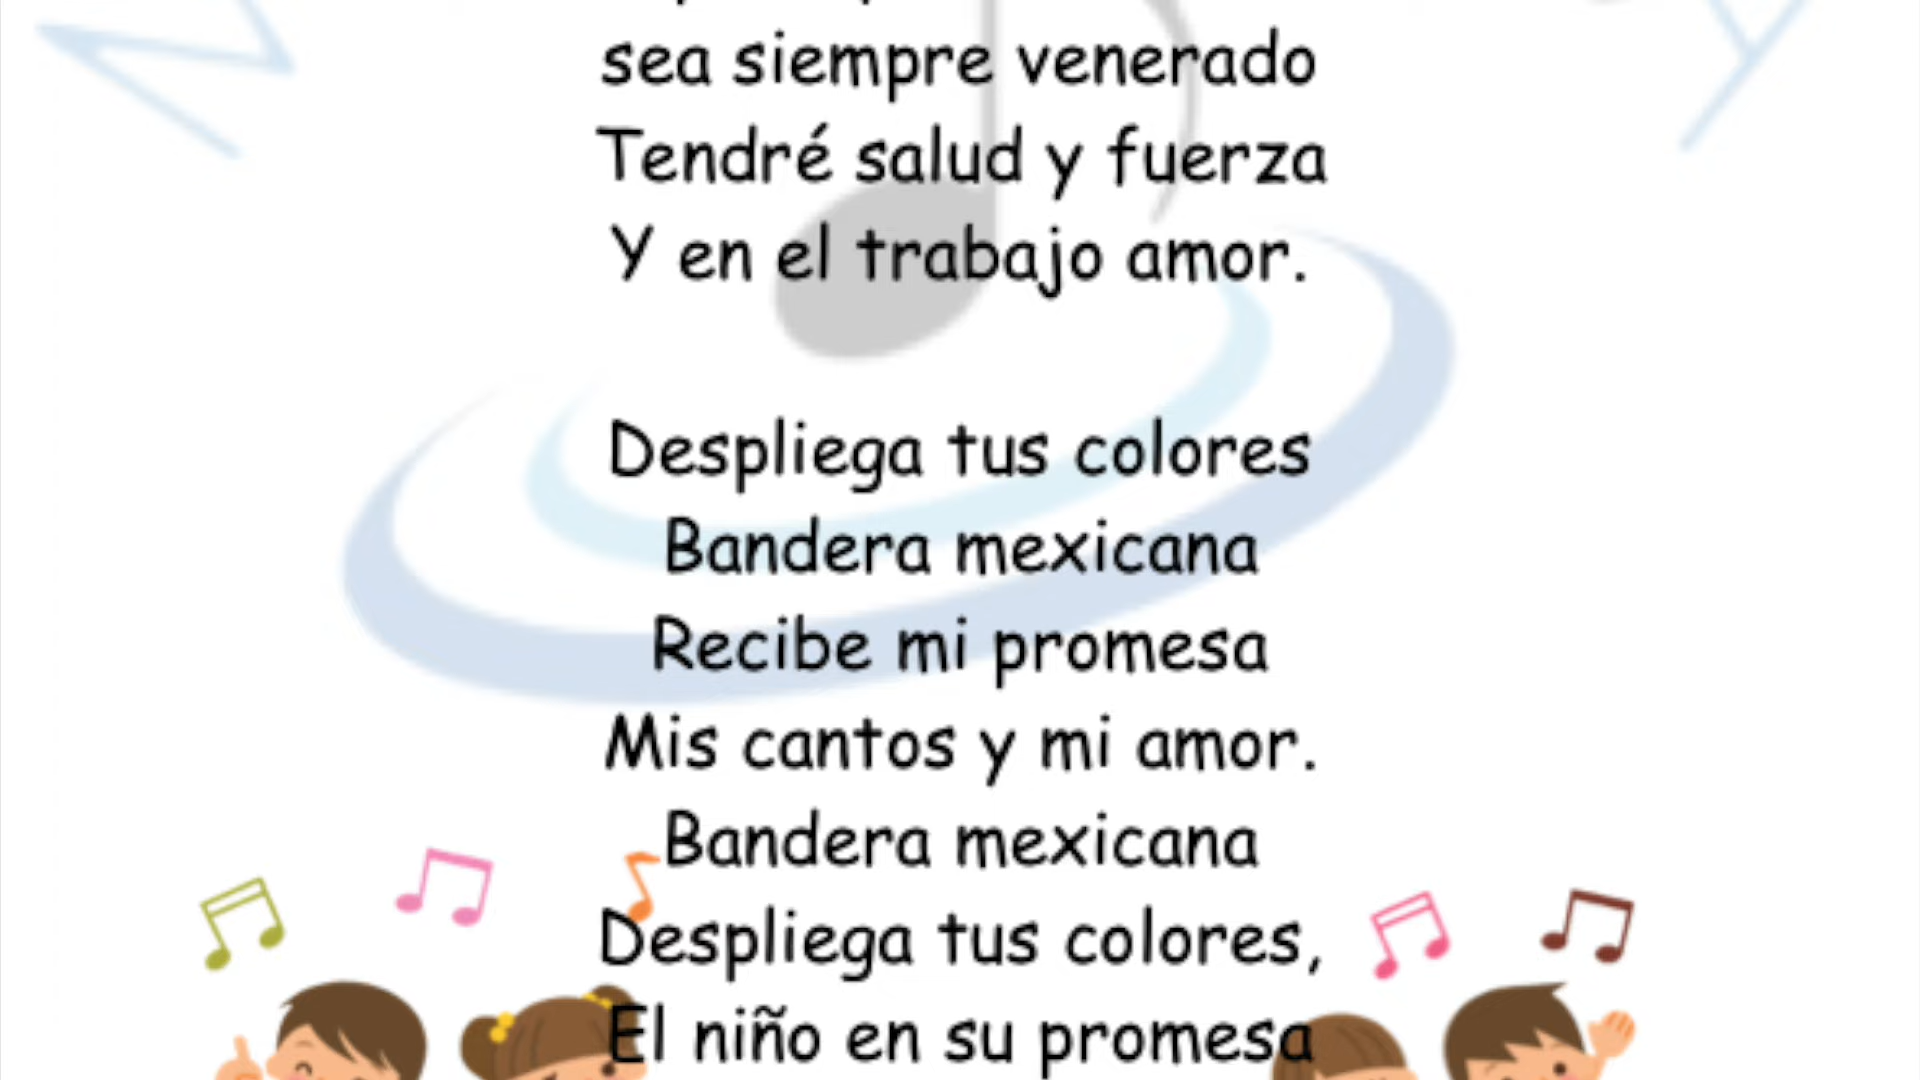 sea siempre venerado
Tendré salud y fuerza
Y en el trabajo amor.
Despliega tus colores
Bandera mexicana
Recibe mi promesa
Mis cantos y mi amor.
Bandera mexicana
Despliega tus colores,
El niño en su promesa